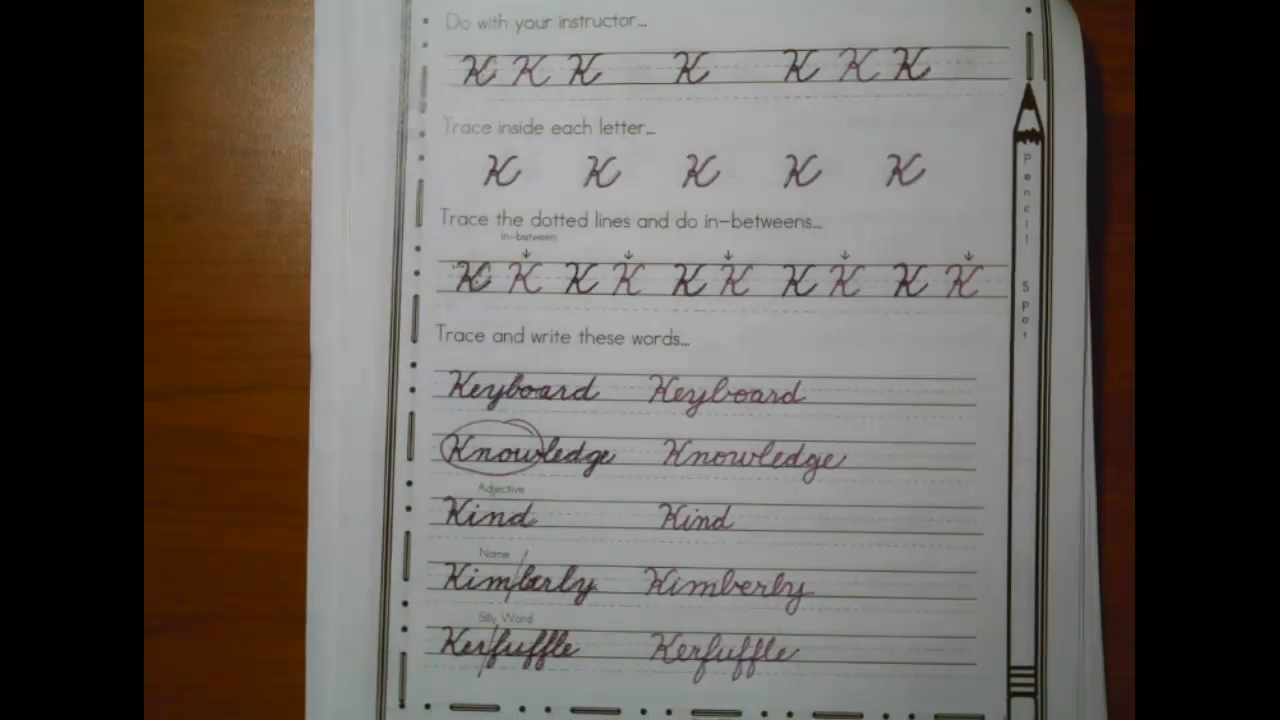 Do with your instructor...
K K K K K K K
Trace inside each letter...
K K K K K
Trace the dotted lines and do in-betweens...
in-between
K K K K K K K K K K
Trace and write these words...
Keyboard Keyboard
Knowledge Knowledge
Adjective
Kind Kind
Name
Kimberly Kimberly
Silly Word
Kerfuffle Kerfuffle
Pencil Spot